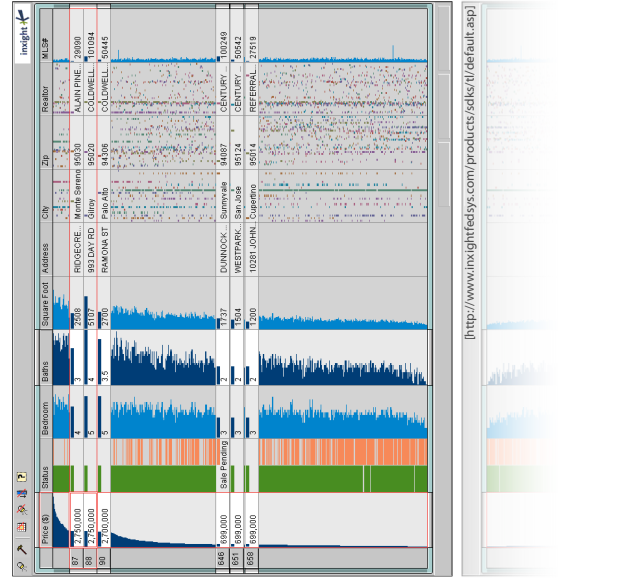 inxight
Price ($) Status Bedroom Baths Square Foot Address City Zip Realtor MLS#
87 2,750,000 4 3 2508 RIDGECRE... Monte Sereno 95030 ALAIN PINE... 29090
88 2,750,000 5 4 5107 993 DAY RD Gilroy 95020 COLDWELL... 101094
90 2,700,000 5 3.5 2700 RAMONA ST Palo Alto 94306 COLDWELL... 50445
646 699,000 Sale Pending 3 2 1737 DUNNOCK... Sunnyvale 94087 CENTURY... 100249
651 699,000 3 2 1504 WESTPARK... San Jose 95124 CENTURY... 50542
658 699,000 3 2 1200 10281 JOHN... Cupertino 95014 REFERRAL... 27519
[http://www.inxightfedsys.com/products/sdks/tl/default.asp]